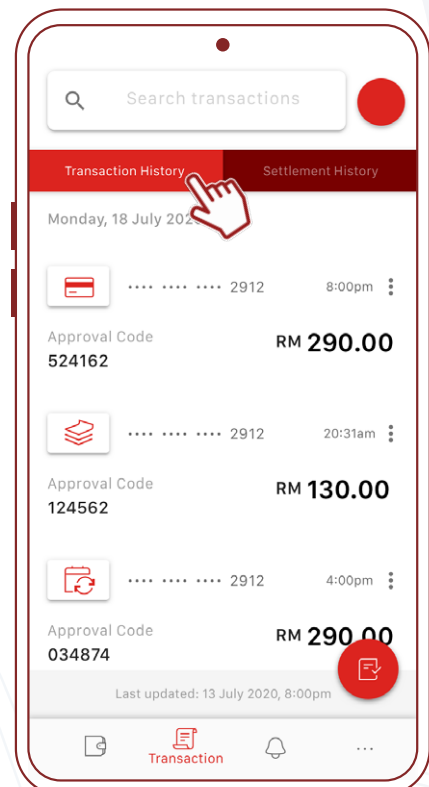 Search transactions
Transaction History
Settlement History
Monday, 18 July 202
.... .... .... 2912
8:00pm
Approval Code
RM 290.00
524162
.... .... .... 2912
20:31am
Approval Code
RM 130.00
124562
.... .... .... 2912
4:00pm
Approval Code
RM 290.00
034874
Last updated: 13 July 2020, 8:00pm
Transaction
...